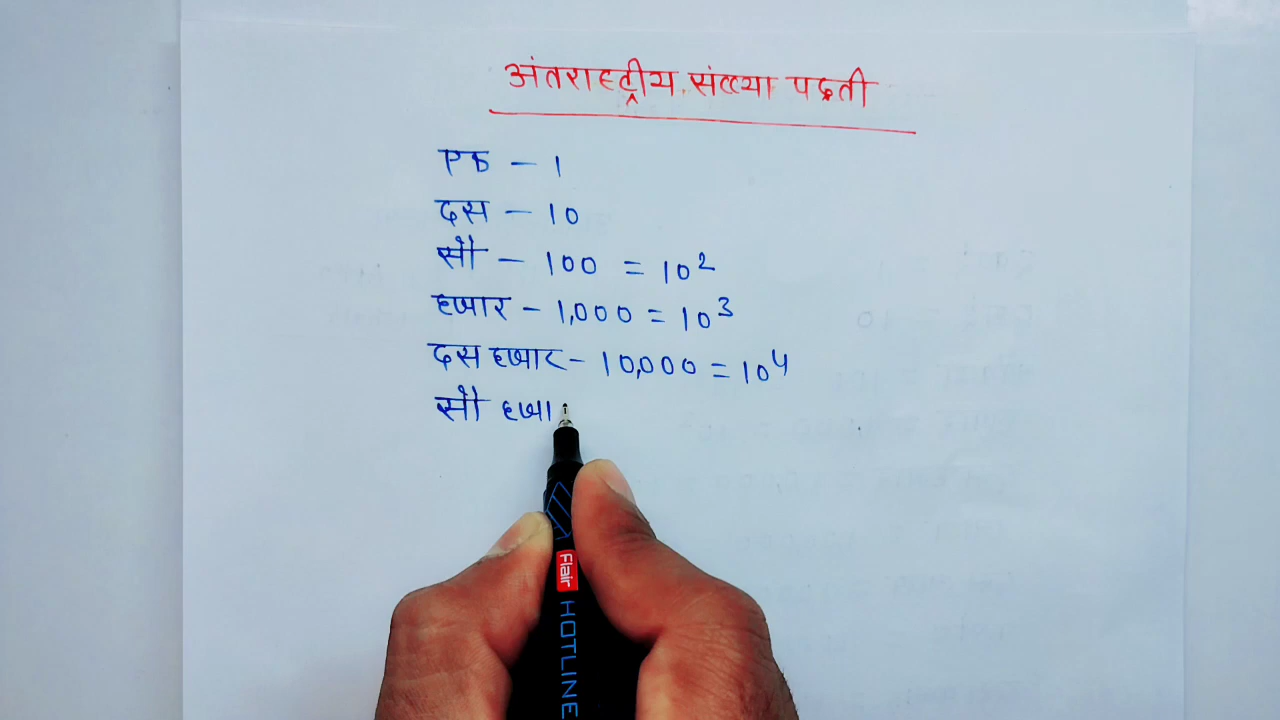 अंतराष्ट्रीय संख्या पद्धती
एक – 1
दस – 10
सौ – 100 = 10²
हजार – 1,000 = 10³
दस हजार – 10,000 = 10⁴
सौ हजा
Flair HOTLINE